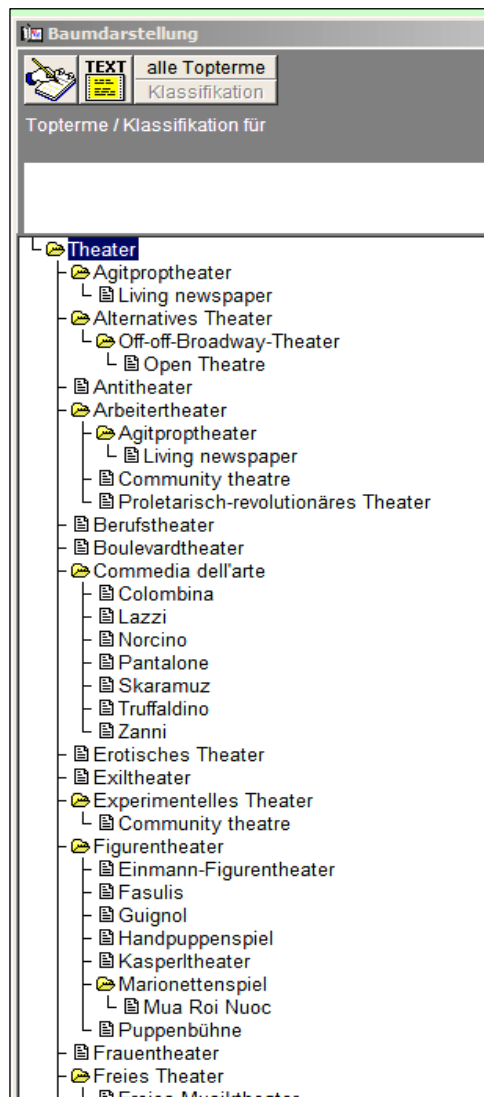 Baumdarstellung
TEXT
alle Topterme
Klassifikation
Topterme / Klassifikation für
Theater
Agitproptheater
Living newspaper
Alternatives Theater
Off-off-Broadway-Theater
Open Theatre
Antitheater
Arbeitertheater
Agitproptheater
Living newspaper
Community theatre
Proletarisch-revolutionäres Theater
Berufstheater
Boulevardtheater
Commedia dell'arte
Colombina
Lazzi
Norcino
Pantalone
Skaramuz
Truffaldino
Zanni
Erotisches Theater
Exiltheater
Experimentelles Theater
Community theatre
Figurentheater
Einmann-Figurentheater
Fasulis
Guignol
Handpuppenspiel
Kasperltheater
Marionettenspiel
Mua Roi Nuoc
Puppenbühne
Frauentheater
Freies Theater
Freies Musiktheater